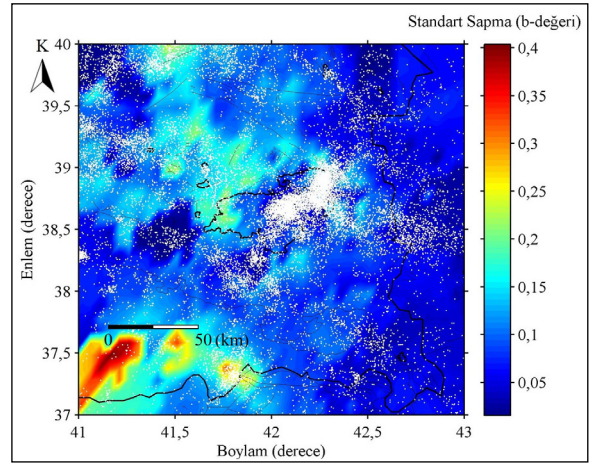 Standart Sapma (b-değeri)
K
40
39,5
39
38,5
38
37,5
37
Enlem (derece)
0 50 (km)
41 41,5 42 42,5 43
Boylam (derece)
0,4
0,35
0,3
0,25
0,2
0,15
0,1
0,05